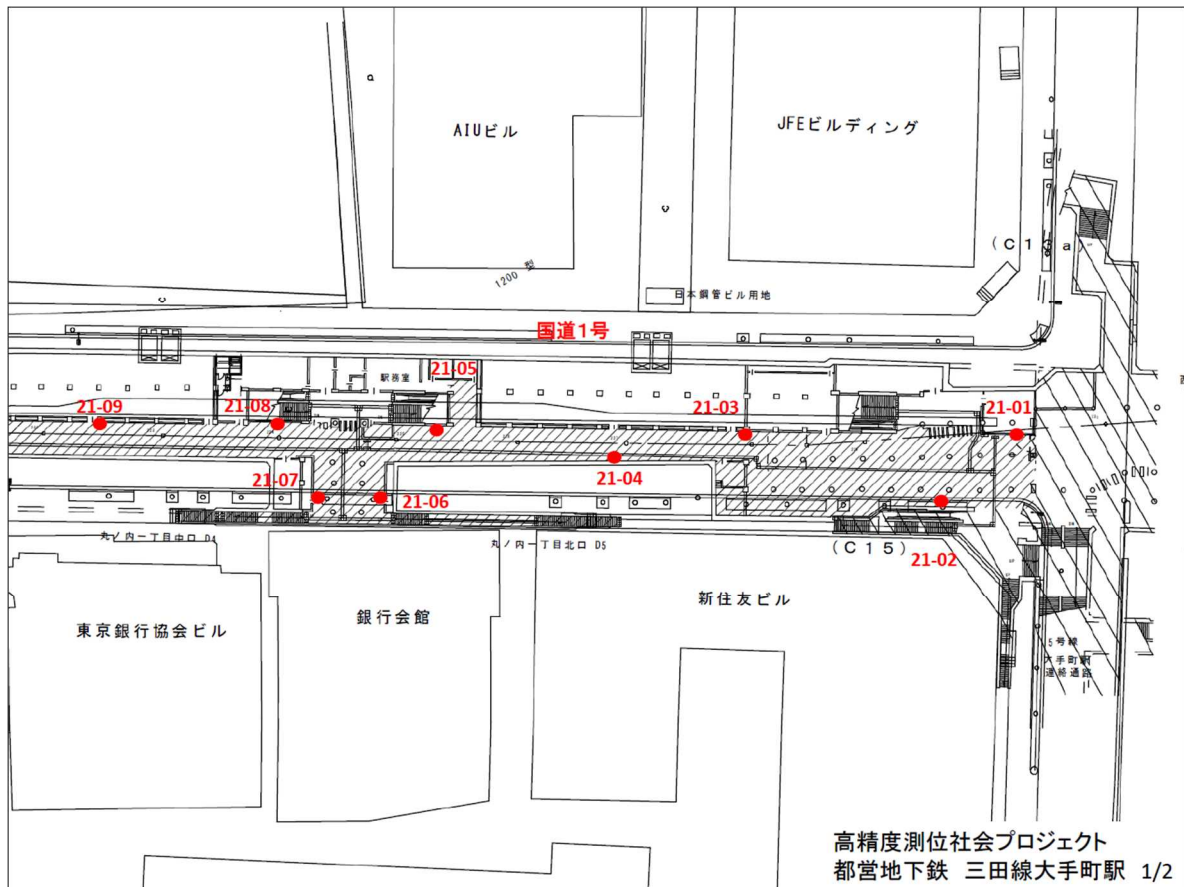 AIUビル
JFEビルディング
(C10a)
1200 型
日本鋼管ビル用地
国道1号
駅務室
21-05
21-09
21-08
21-03
21-01
21-04
21-07
21-06
丸ノ内一丁目中口 D4
丸ノ内一丁目北口 D5
(C15)
21-02
東京銀行協会ビル
銀行会館
新住友ビル
5号線
大手町駅
連絡通路
高精度測位社会プロジェクト
都営地下鉄 三田線大手町駅 1/2